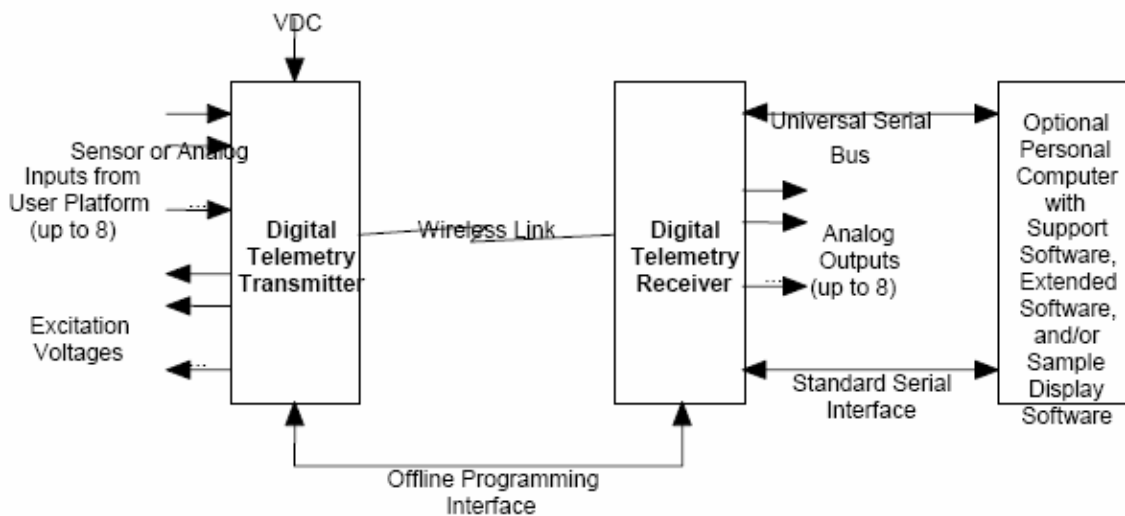 VDC
Sensor or Analog
Inputs from
User Platform
(up to 8)
...
Excitation
Voltages
...
Digital
Telemetry
Transmitter
Wireless Link
Digital
Telemetry
Receiver
Universal Serial
Bus
Analog
Outputs
...
(up to 8)
Standard Serial
Interface
Optional
Personal
Computer
with
Support
Software,
Extended
Software,
and/or
Sample
Display
Software
Offline Programming
Interface